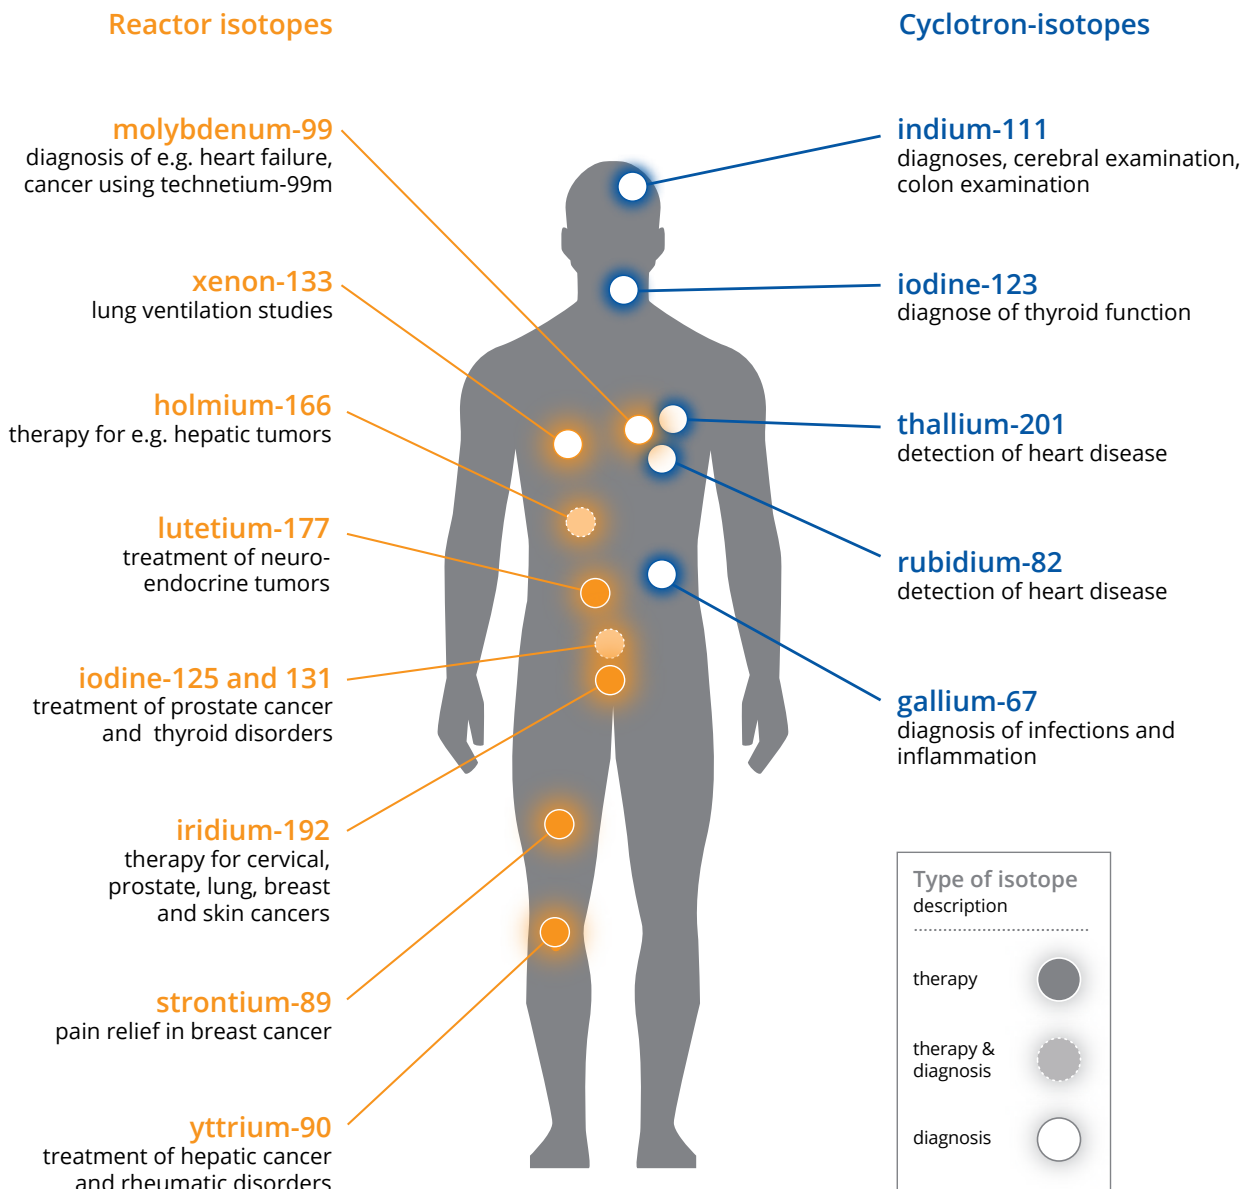 Reactor isotopes
molybdenum-99
diagnosis of e.g. heart failure,
cancer using technetium-99m
xenon-133
lung ventilation studies
holmium-166
therapy for e.g. hepatic tumors
lutetium-177
treatment of neuro-
endocrine tumors
iodine-125 and 131
treatment of prostate cancer
and  thyroid disorders
iridium-192
therapy for cervical,
prostate, lung, breast
and skin cancers
strontium-89
pain relief in breast cancer
yttrium-90
treatment of hepatic cancer
and rheumatic disorders
Cyclotron-isotopes
indium-111
diagnoses, cerebral examination,
colon examination
iodine-123
diagnose of thyroid function
thallium-201
detection of heart disease
rubidium-82
detection of heart disease
gallium-67
diagnosis of infections and
inflammation
Type of isotope
description
therapy
therapy &
diagnosis
diagnosis